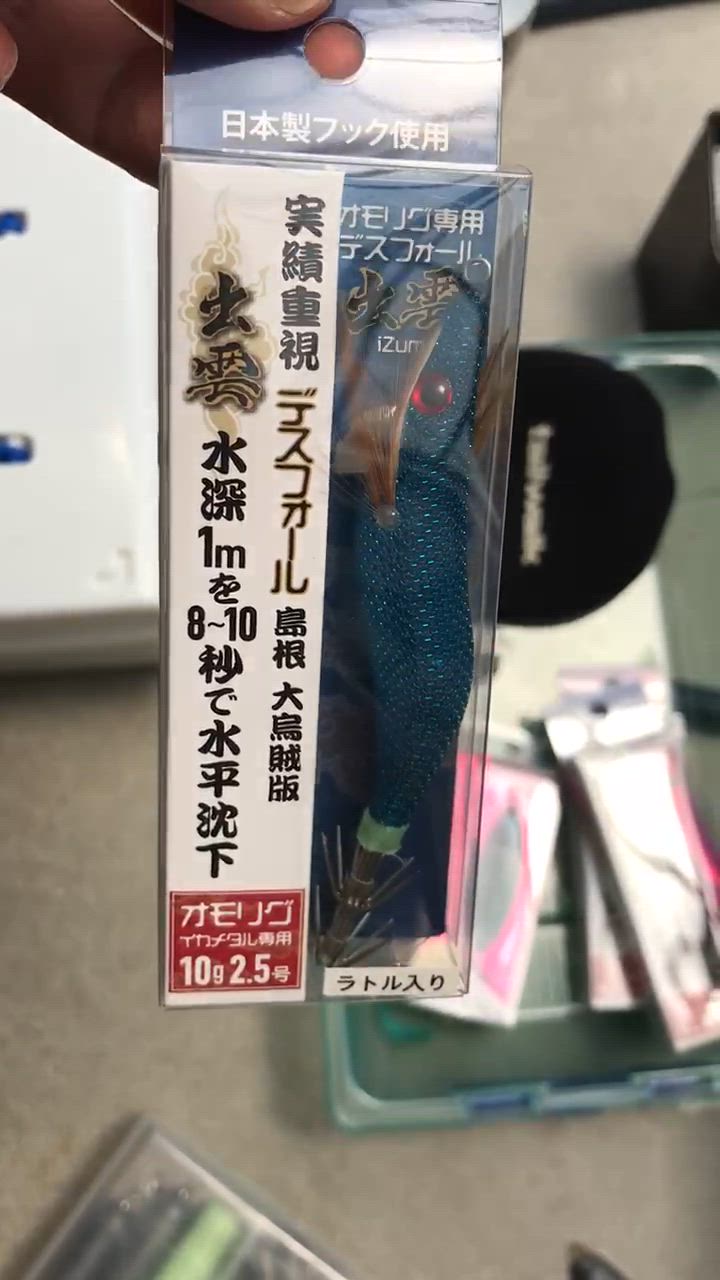 日本製フック使用
オモリグ専用
デスフォール
出雲
iZum
実績重視 デスフォール 島根 大烏賊版
出雲 水深1mを8~10秒で水平沈下
オモリグ
イカメタル専用
10g 2.5号
ラトル入り